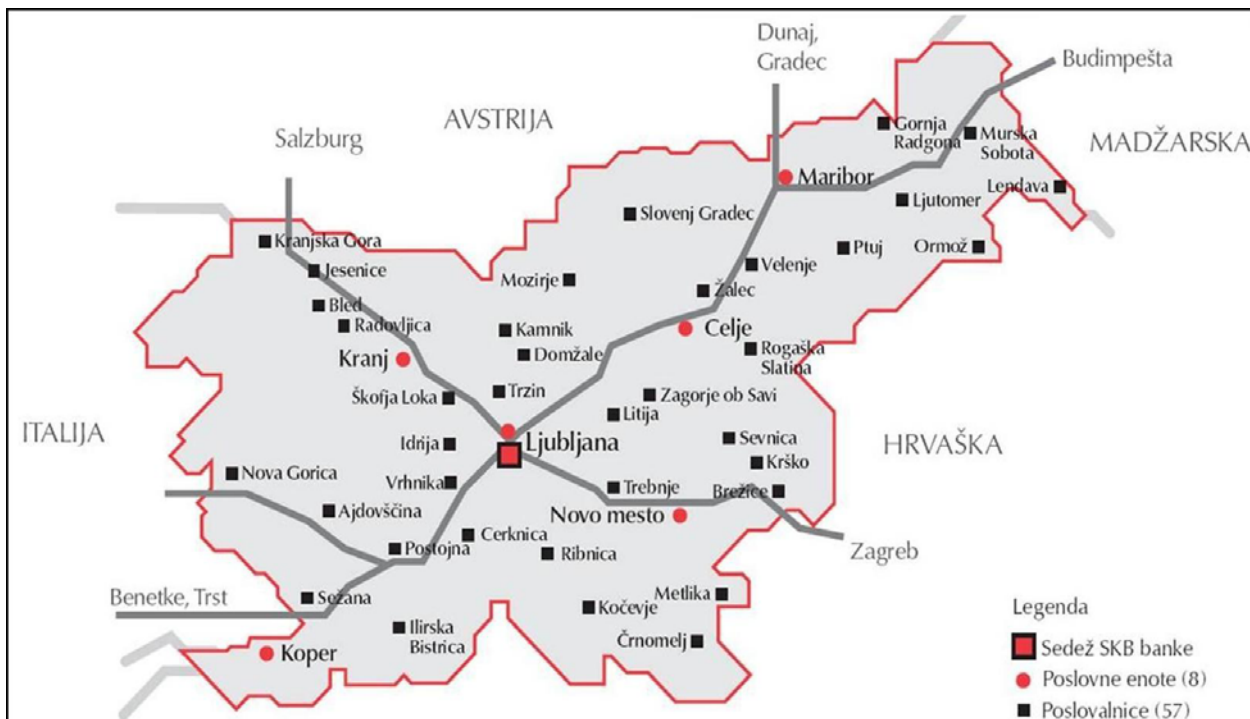 Dunaj,
Gradec
Budimpešta
AVSTRIJA
Salzburg
MADŽARSKA
Gornja
Radgona
Murska
Sobota
Maribor
Lendava
Ljutomer
Slovenj Gradec
Kranjska Gora
Ptuj
Ormož
Velenje
Jesenice
Mozirje
Žalec
Bled
Radovljica
Kamnik
Celje
Domžale
Rogaška
Slatina
Kranj
Trzin
Škofja Loka
Zagorje ob Savi
Litija
ITALIJA
Idrija
Ljubljana
Sevnica
HRVAŠKA
Krško
Nova Gorica
Vrhnika
Trebnje
Brežice
Ajdovščina
Novo mesto
Cerknica
Postojna
Ribnica
Zagreb
Benetke, Trst
Sežana
Metlika
Kočevje
Ilirska
Bistrica
Črnomelj
Koper
Legenda
Sedež SKB banke
Poslovne enote (8)
Poslovalnice (57)